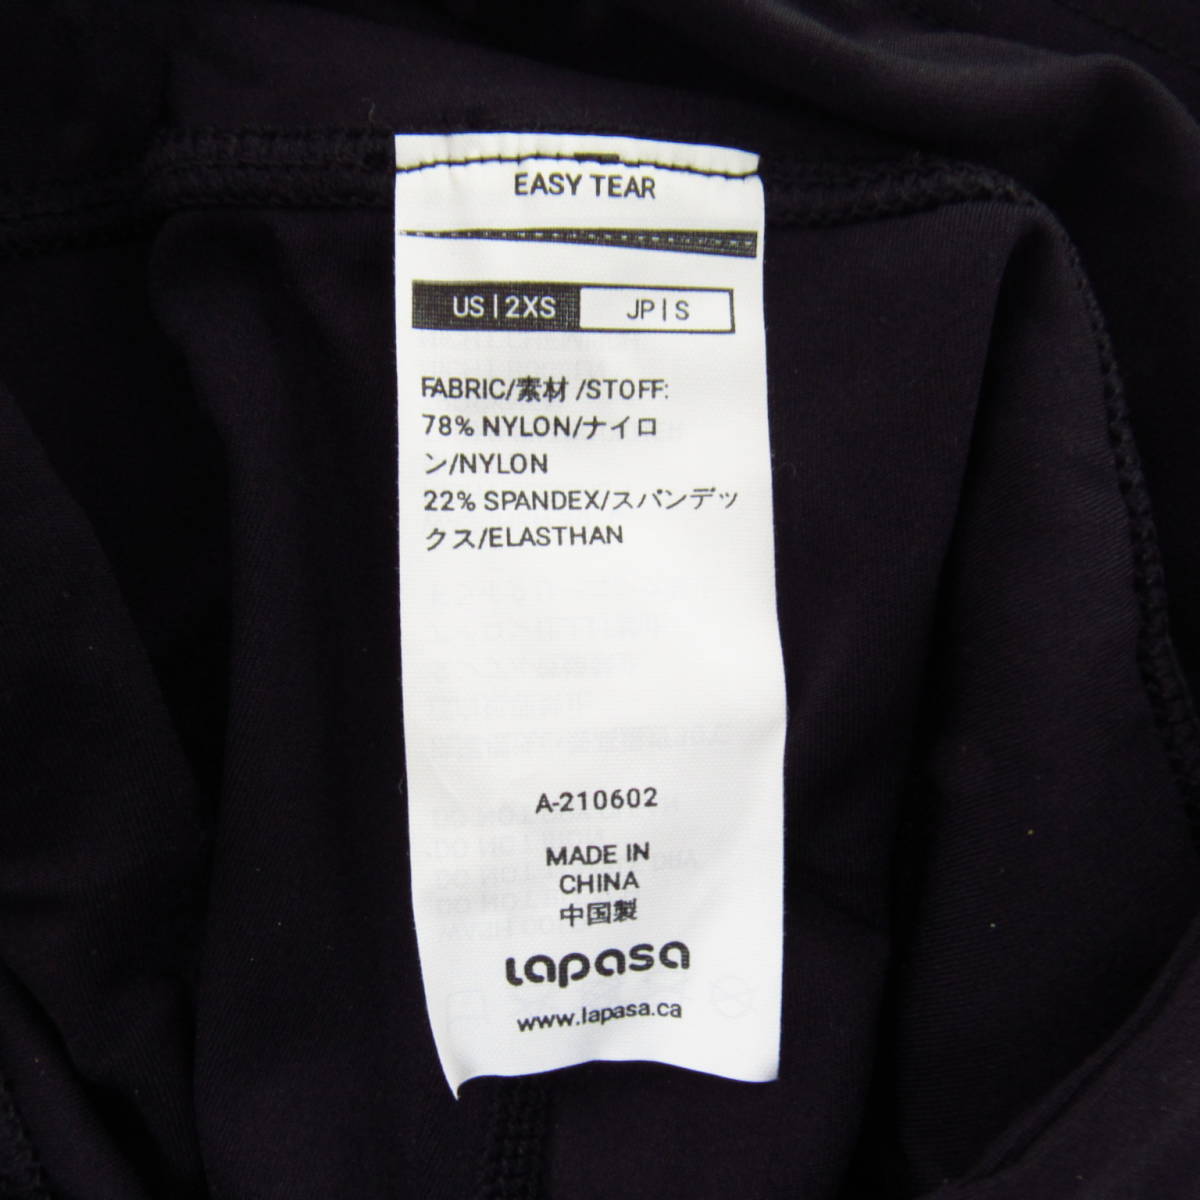 EASY TEAR
US | 2XS JP | S
FABRIC/素材 /STOFF:
78% NYLON/ナイロ
ン/NYLON
22% SPANDEX/スパンデッ
クス/ELASTHAN
A-210602
MADE IN
CHINA
中国製
Lapasa
www.lapasa.ca